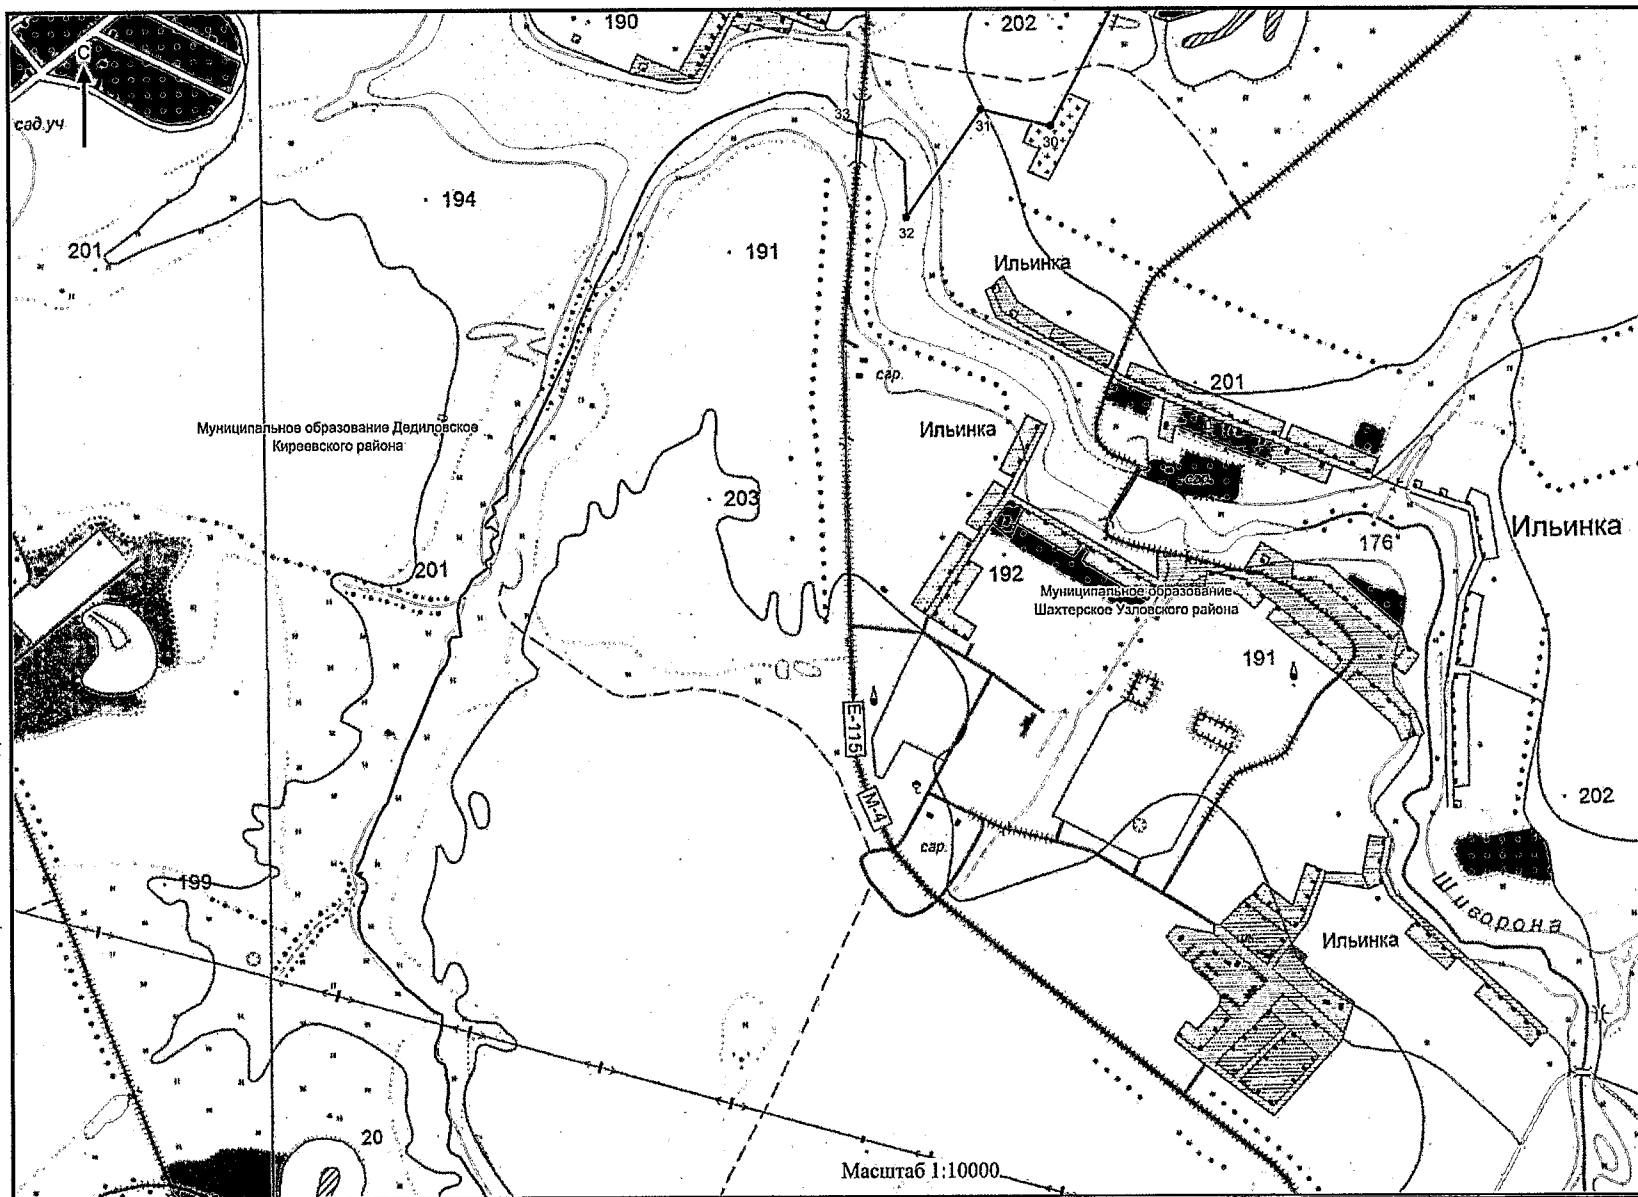 190
202
С
сад.уч
33
31
30
194
32
201
191
Ильинка
сар.
201
Муниципальное образование Дедиловское
Киреевского района
Ильинка
сад.
203
Ильинка
176
201
192
Муниципальное образование
Шахтерское Узловского района
191
Е-115
М-4
202
сар.
199
Шиворона
Ильинка
20
Масштаб 1:10000